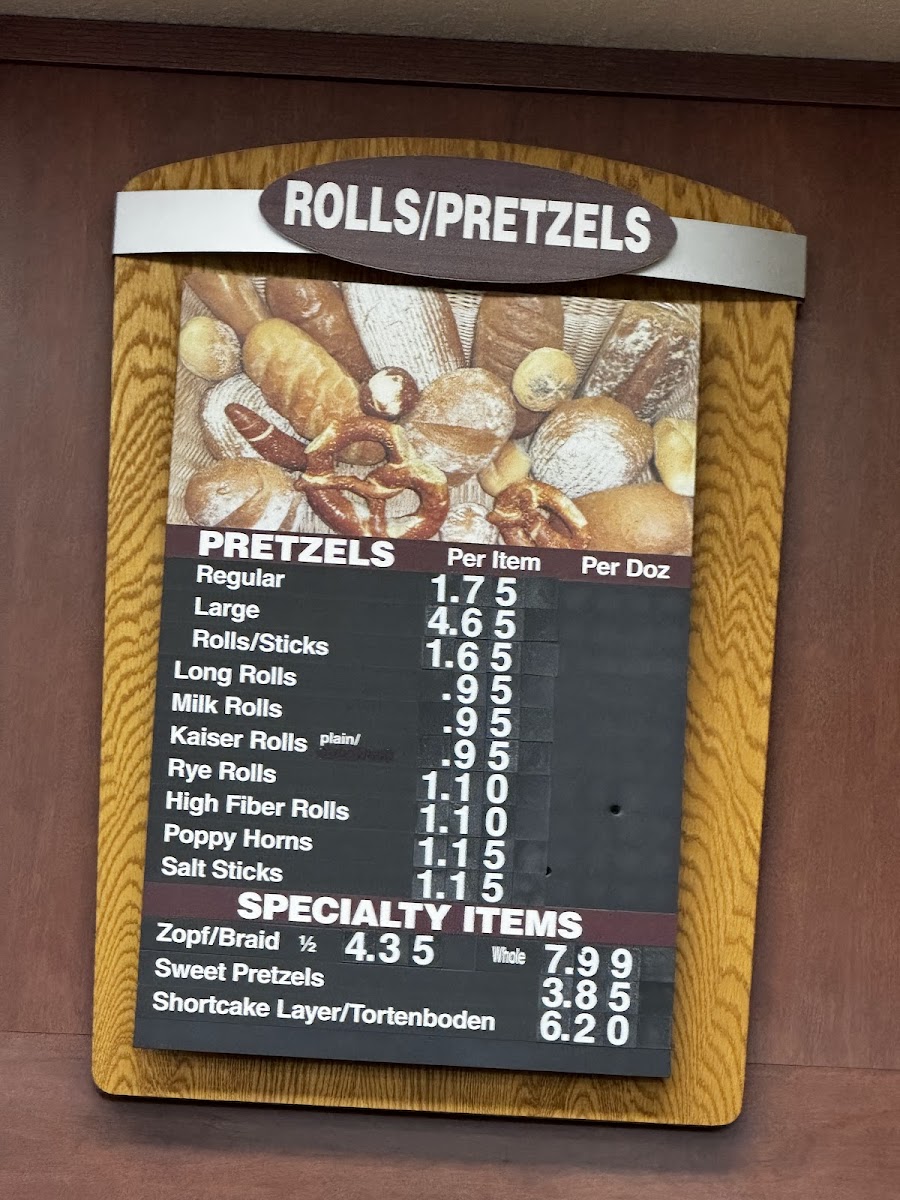 ROLLS/PRETZELS
PRETZELS Per Item Per Doz
Regular 1.75
Large 4.65
Rolls/Sticks 1.65
Long Rolls .95
Milk Rolls .95
Kaiser Rolls plain/ .95
Rye Rolls 1.10
High Fiber Rolls 1.10
Poppy Horns 1.15
Salt Sticks 1.15
SPECIALTY ITEMS
Zopf/Braid ½ 4.35 Whole 7.99
Sweet Pretzels 3.85
Shortcake Layer/Tortenboden 6.20